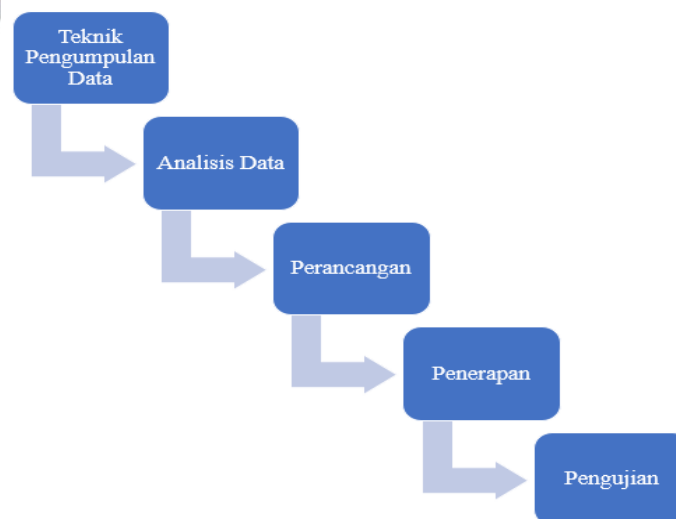 Teknik
Pengumpulan
Data
Analisis Data
Perancangan
Penerapan
Pengujian